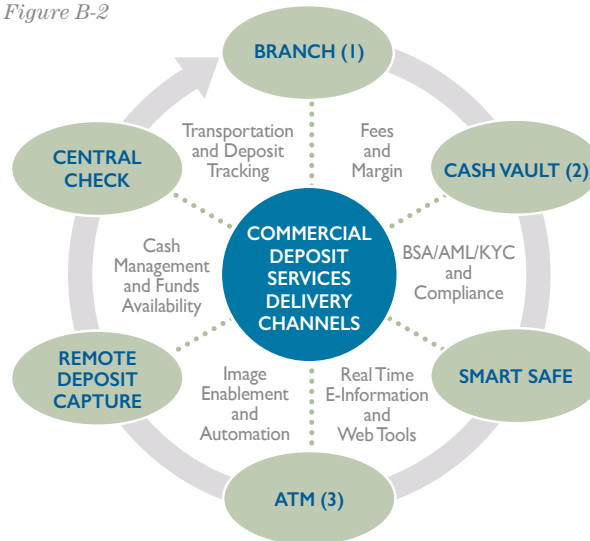 Figure B-2
BRANCH (1)
Transportation
and Deposit
Tracking
Fees
and
Margin
CENTRAL
CHECK
CASH VAULT (2)
COMMERCIAL
DEPOSIT
SERVICES
DELIVERY
CHANNELS
Cash
Management
and Funds
Availability
BSA/AML/KYC
and
Compliance
REMOTE
DEPOSIT
CAPTURE
SMART SAFE
Image
Enablement
and
Automation
Real Time
E-Information
and
Web Tools
ATM (3)